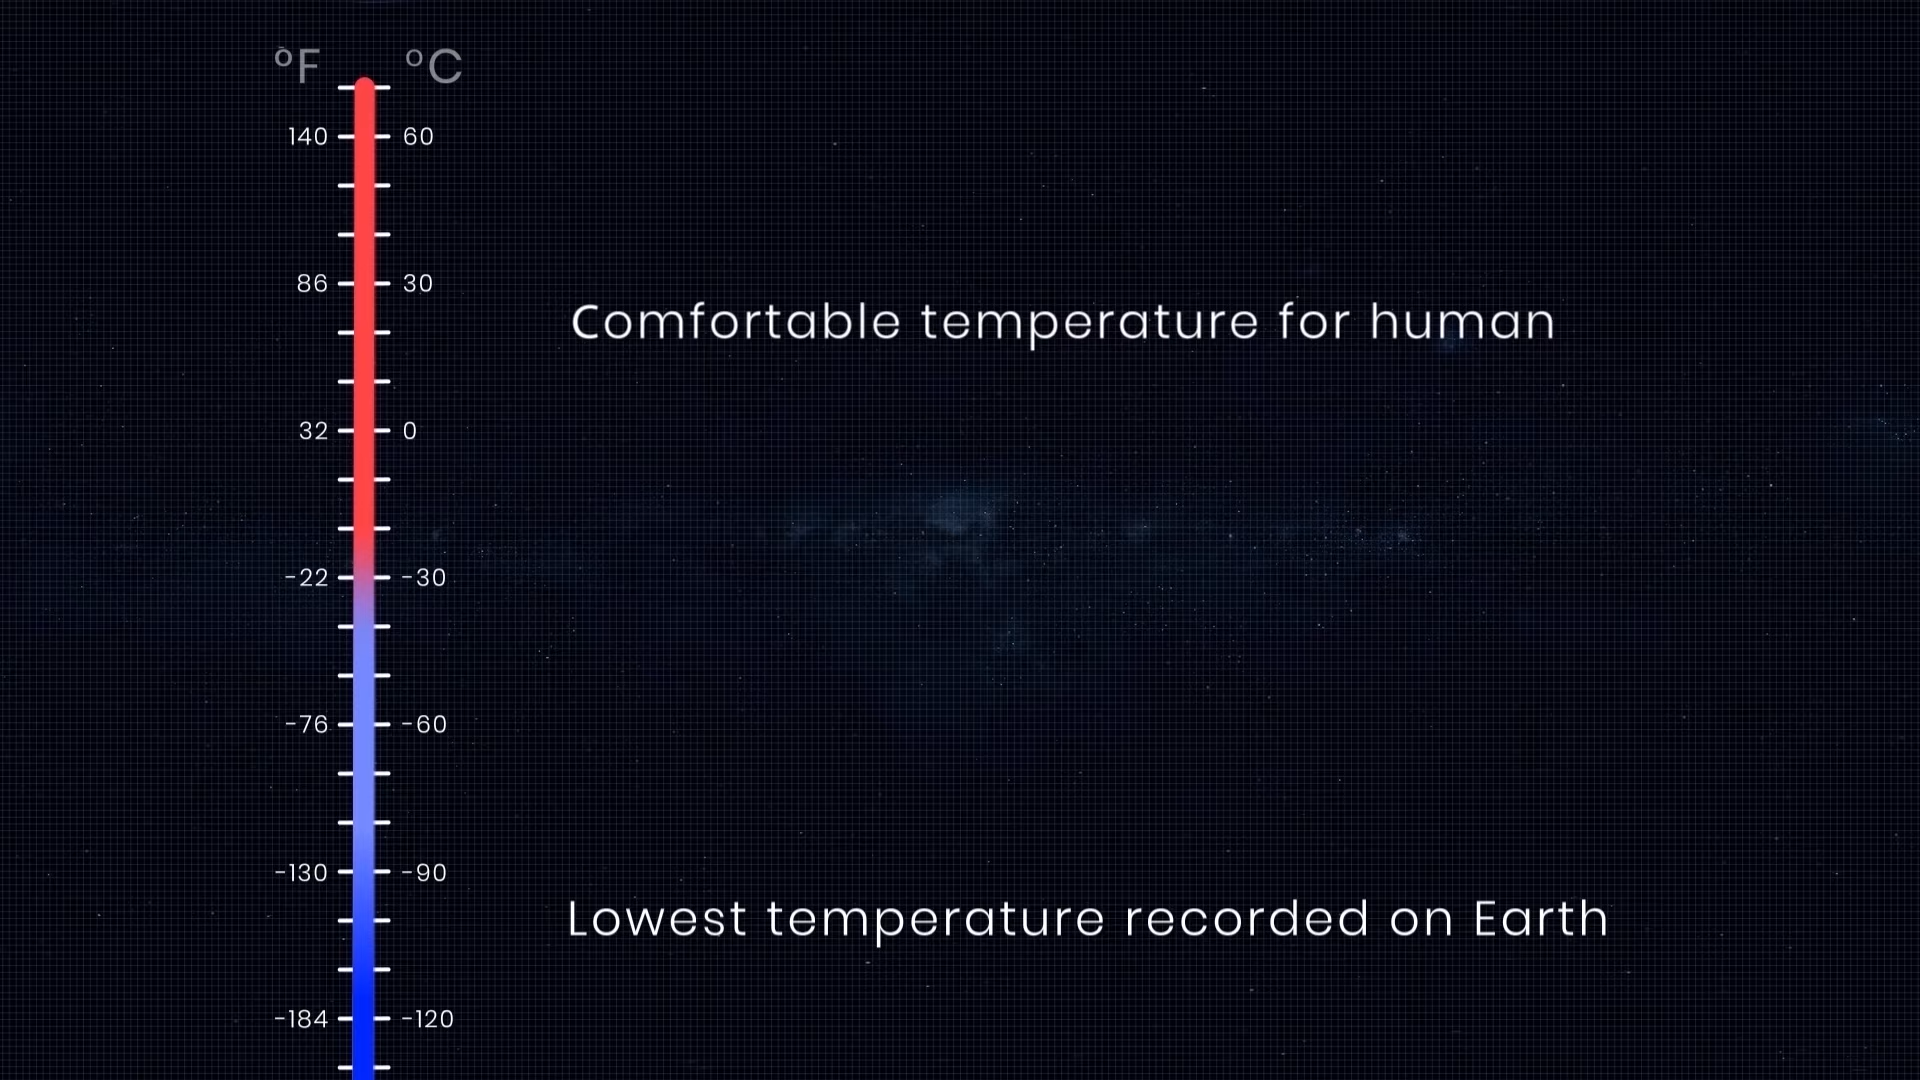 °F °C
140 60
86 30
Comfortable temperature for human
32 0
-22 -30
-76 -60
-130 -90
Lowest temperature recorded on Earth
-184 -120